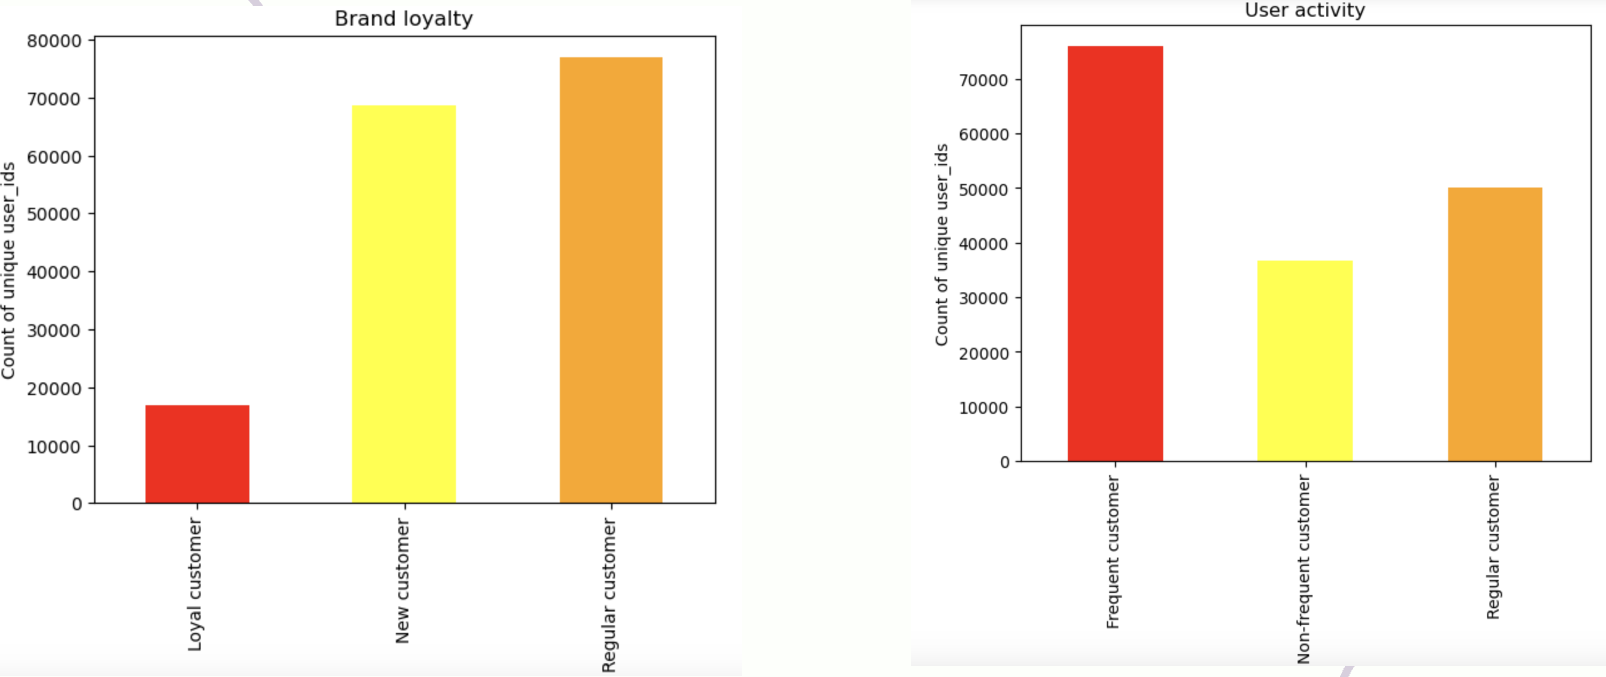 Brand loyalty
80000
70000
60000
50000
40000
30000
20000
10000
0
Count of unique user_ids
Loyal customer
New customer
Regular customer
User activity
70000
60000
50000
40000
30000
20000
10000
0
Count of unique user_ids
Frequent customer
Non-frequent customer
Regular customer